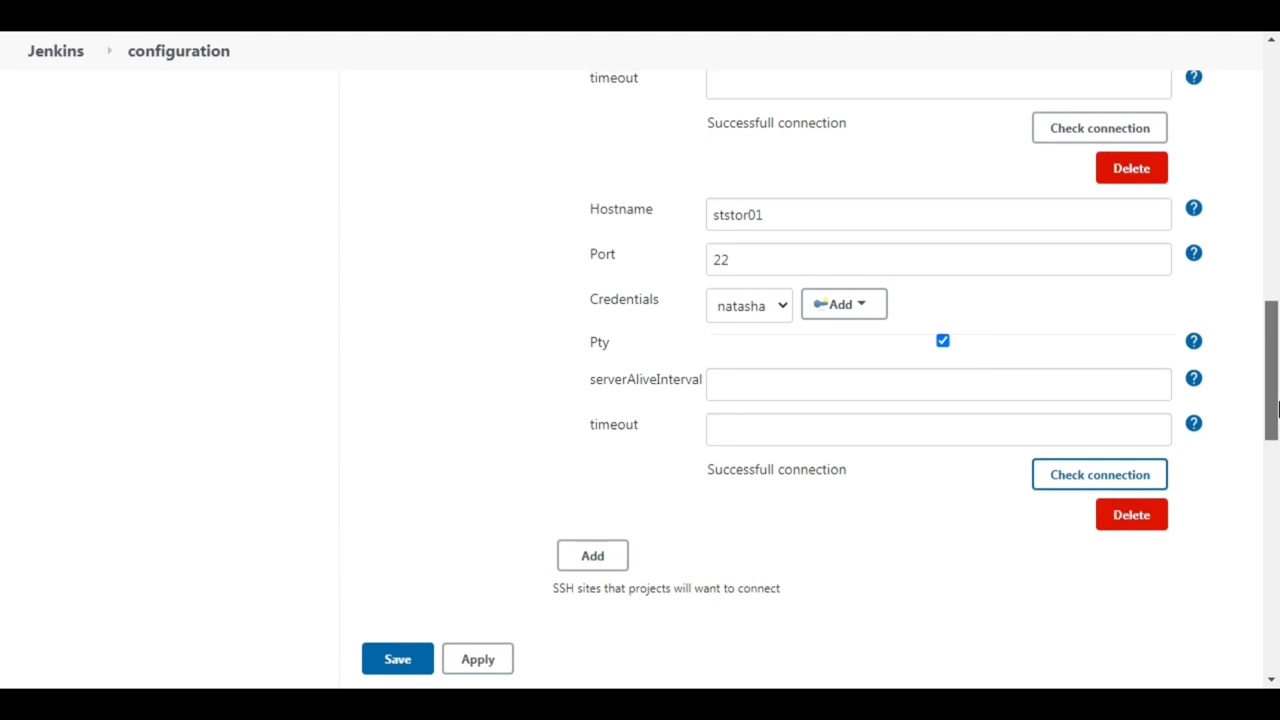 Jenkins configuration
timeout
Successfull connection Check connection
Delete
Hostname ststor01
Port 22
Credentials natasha Add
Pty
serverAliveInterval
timeout
Successfull connection Check connection
Delete
Add
SSH sites that projects will want to connect
Save Apply